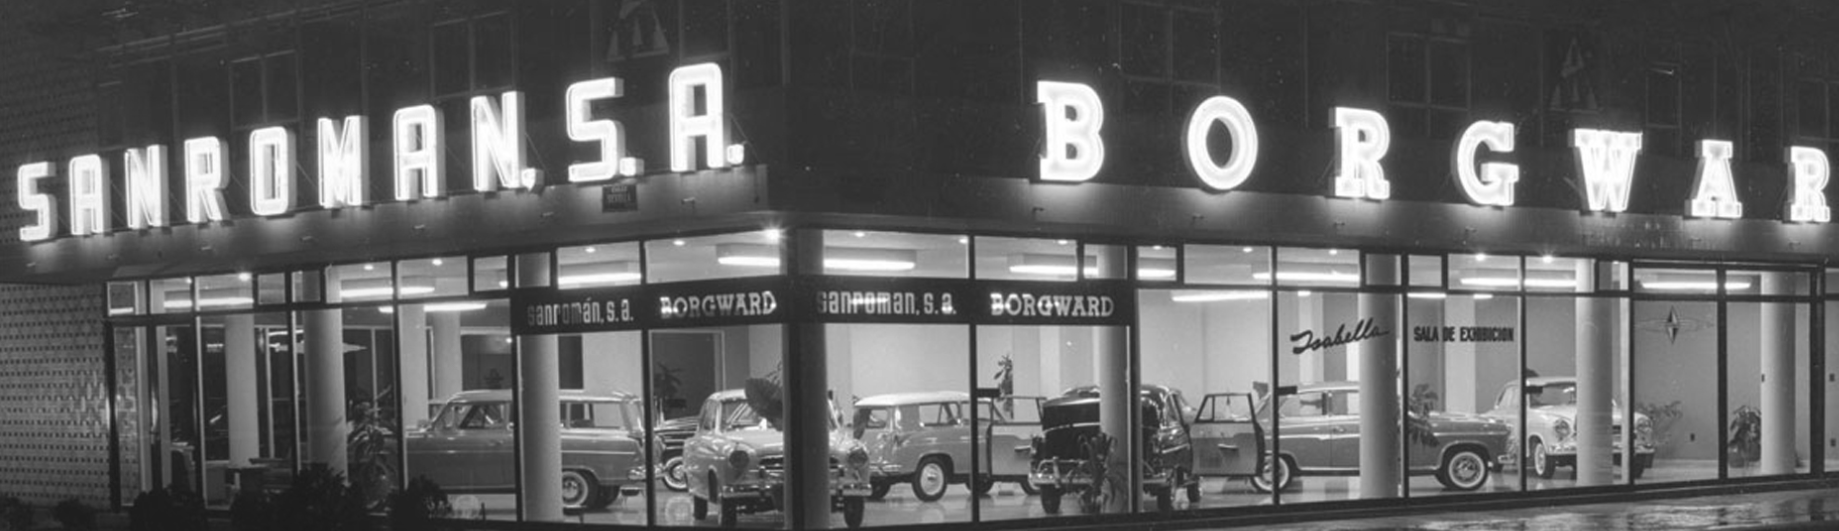 SANROMAN, S.A.
BORGWAR
sanromán, s.a. BORGWARD
sanroman, s.a. BORGWARD
Isabella
SALA DE EXHIBICION